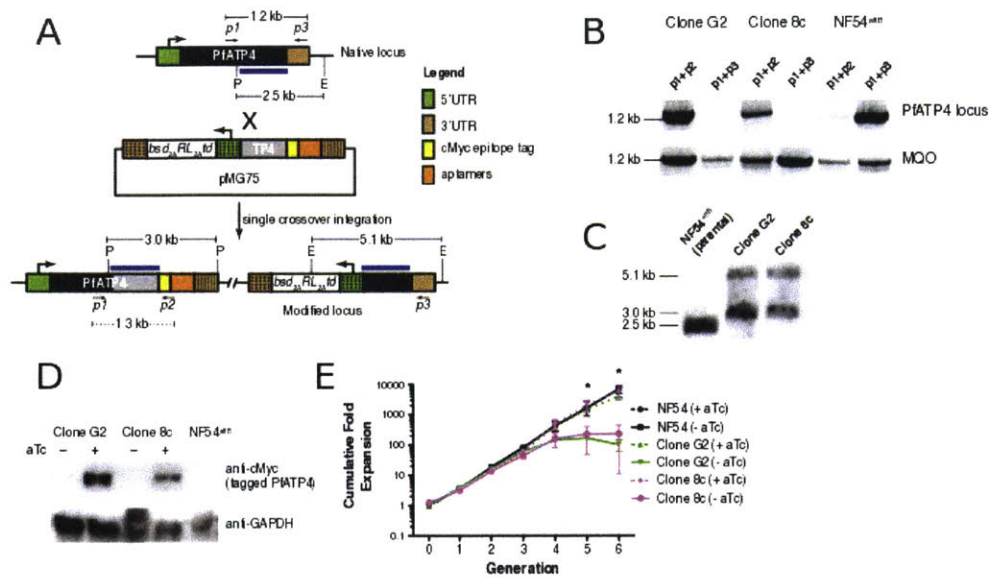 A
1.2 kb
p1
p3
PfATP4
Native locus
P
E
2.5 kb
X
Legend
5'UTR
3'UTR
cMyc epitope tag
aptamers
bsd2ARL2Atd
TP4
pMG75
single crossover integration
3.0 kb
5.1 kb
P
P
E
E
PfATP4
bsd2ARL2Atd
p1
p2
Modified locus
p3
1.3 kb
B
Clone G2
Clone 8c
NF54attB
p1+p2
p1+p3
p1+p2
p1+p3
p1+p2
p1+p3
1.2 kb
PfATP4 locus
1.2 kb
MQO
C
NF54attB (parental)
Clone G2
Clone 8c
5.1 kb
3.0 kb
2.5 kb
D
Clone G2
Clone 8c
NF54attB
aTc
−
+
−
+
anti-cMyc
(tagged PfATP4)
anti-GAPDH
E
Cumulative Fold
Expansion
10000
1000
100
10
1
0.1
0
1
2
3
4
5
6
Generation
*
*
NF54 (+ aTc)
NF54 (- aTc)
Clone G2 (+ aTc)
Clone G2 (- aTc)
Clone 8c (+ aTc)
Clone 8c (- aTc)